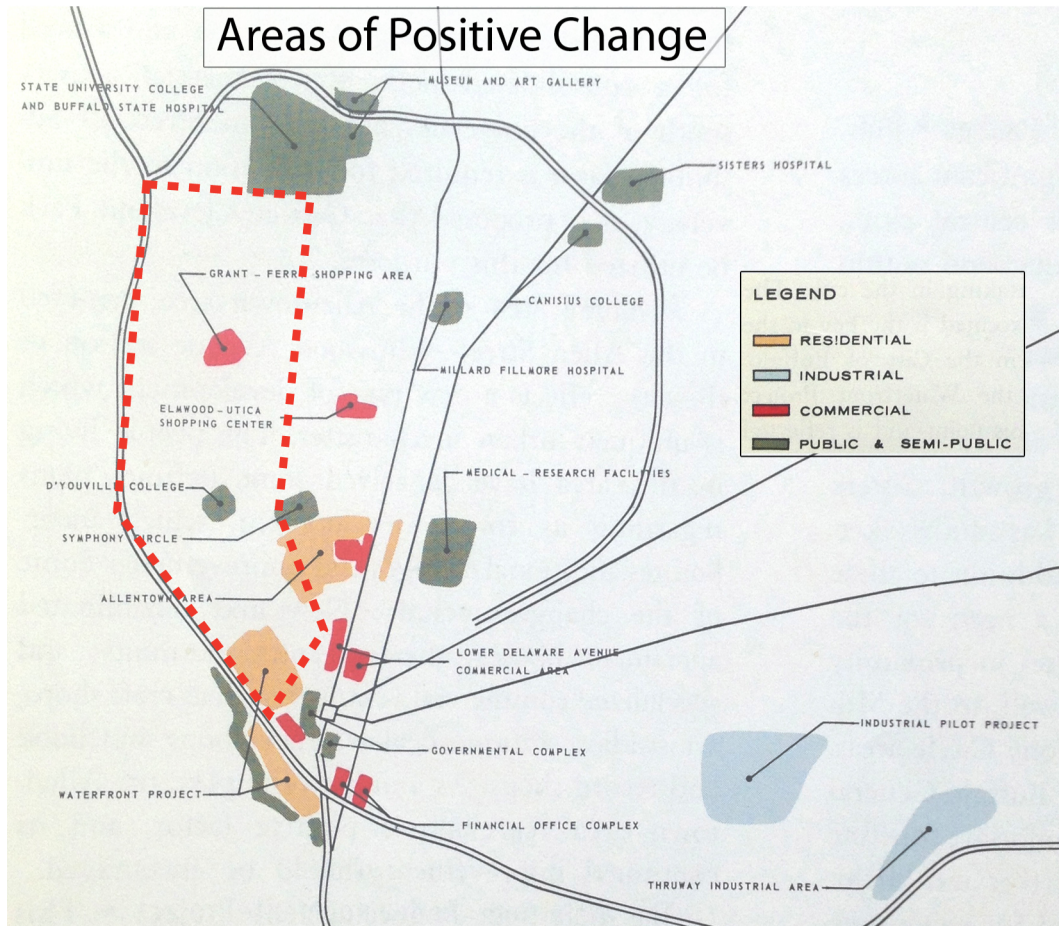 Areas of Positive Change
STATE UNIVERSITY COLLEGE
AND BUFFALO STATE HOSPITAL
MUSEUM AND ART GALLERY
SISTERS HOSPITAL
GRANT – FERRY SHOPPING AREA
CANISIUS COLLEGE
LEGEND
RESIDENTIAL
INDUSTRIAL
COMMERCIAL
PUBLIC & SEMI-PUBLIC
MILLARD FILLMORE HOSPITAL
ELMWOOD – UTICA
SHOPPING CENTER
MEDICAL – RESEARCH FACILITIES
D'YOUVILLE COLLEGE
SYMPHONY CIRCLE
ALLENTOWN AREA
LOWER DELAWARE AVENUE
COMMERCIAL AREA
INDUSTRIAL PILOT PROJECT
GOVERNMENTAL COMPLEX
WATERFRONT PROJECT
FINANCIAL OFFICE COMPLEX
THRUWAY INDUSTRIAL AREA